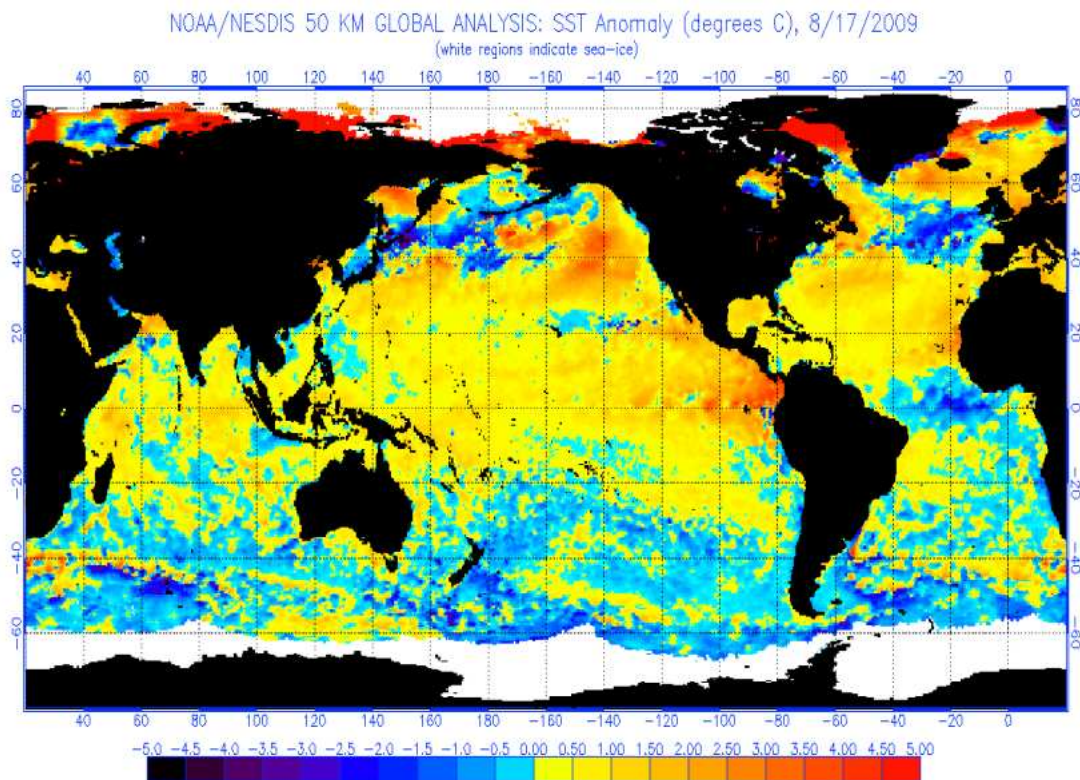 NOAA/NESDIS 50 KM GLOBAL ANALYSIS: SST Anomaly (degrees C), 8/17/2009
(white regions indicate sea-ice)
40 60 80 100 120 140 160 180 -160 -140 -120 -100 -80 -60 -40 -20 0
80 80
60 60
40 40
20 20
0 0
-20 -20
-40 -40
-60 -60
40 60 80 100 120 140 160 180 -160 -140 -120 -100 -80 -60 -40 -20 0
-5.0 -4.5 -4.0 -3.5 -3.0 -2.5 -2.0 -1.5 -1.0 -0.5 0.00 0.50 1.00 1.50 2.00 2.50 3.00 3.50 4.00 4.50 5.00